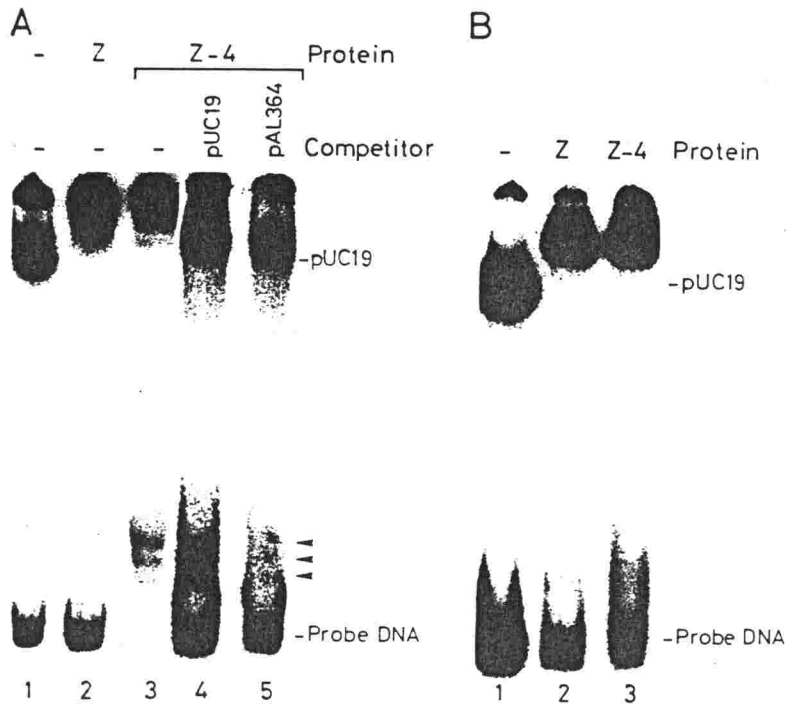 A
- Z Z-4 Protein
pUC19 pAL364
- - - Competitor
-pUC19
-Probe DNA
1 2 3 4 5
B
- Z Z-4 Protein
-pUC19
-Probe DNA
1 2 3